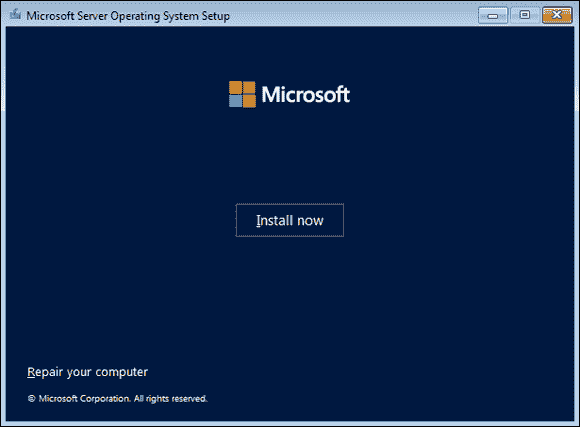 Microsoft Server Operating System Setup
Microsoft
Install now
Repair your computer
© Microsoft Corporation. All rights reserved.